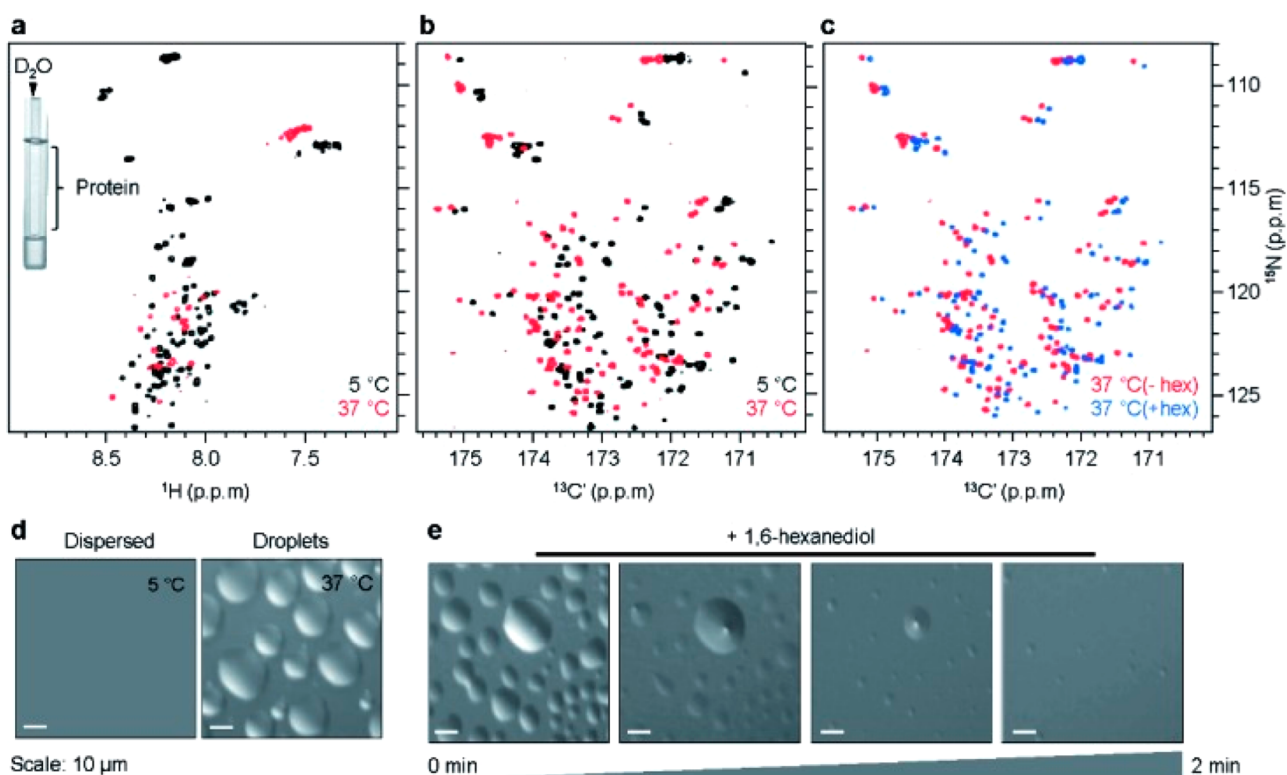 a
b
c
D₂O
Protein
5 °C
37 °C
8.5 8.0 7.5
¹H (p.p.m)
5 °C
37 °C
175 174 173 172 171
¹³C' (p.p.m)
37 °C(- hex)
37 °C(+hex)
175 174 173 172 171
¹³C' (p.p.m)
110
115
120
125
¹⁵N (p.p.m)
d
Dispersed
Droplets
5 °C
37 °C
Scale: 10 µm
e
+ 1,6-hexanediol
0 min
2 min